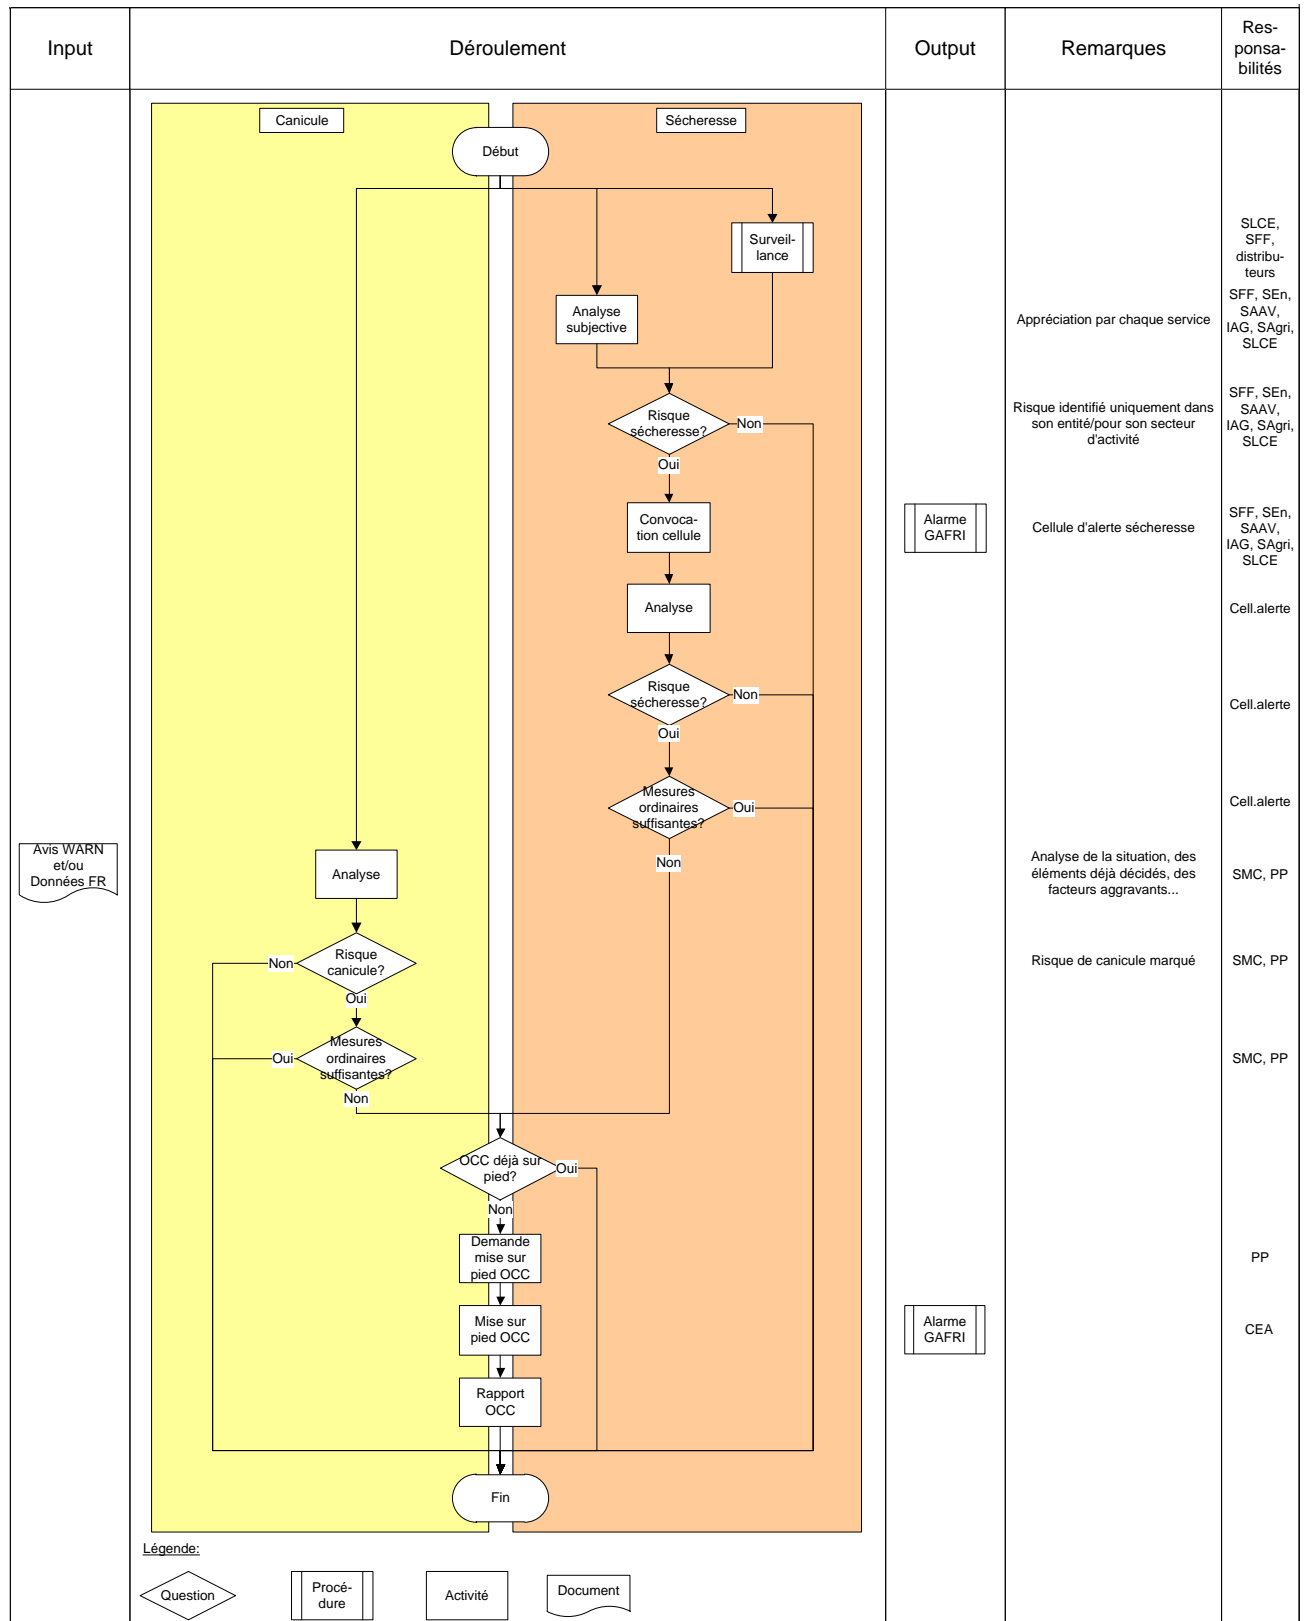 Input
Déroulement
Output
Remarques
Res-
ponsa-
bilités
Canicule
Sécheresse
Début
Surveil-
lance
SLCE,
SFF,
distribu-
teurs
Analyse
subjective
Appréciation par chaque service
SFF, SEn,
SAAV,
IAG, SAgri,
SLCE
Risque
sécheresse?
Non
Oui
Risque identifié uniquement dans
son entité/pour son secteur
d'activité
SFF, SEn,
SAAV,
IAG, SAgri,
SLCE
Convoca-
tion cellule
Alarme
GAFRI
Cellule d'alerte sécheresse
SFF, SEn,
SAAV,
IAG, SAgri,
SLCE
Analyse
Cell.alerte
Risque
sécheresse?
Non
Oui
Cell.alerte
Mesures
ordinaires
suffisantes?
Oui
Non
Cell.alerte
Avis WARN
et/ou
Données FR
Analyse
Analyse de la situation, des
éléments déjà décidés, des
facteurs aggravants...
SMC, PP
Risque
canicule?
Non
Oui
Risque de canicule marqué
SMC, PP
Mesures
ordinaires
suffisantes?
Oui
Non
SMC, PP
OCC déjà sur
pied?
Oui
Non
Demande
mise sur
pied OCC
PP
Mise sur
pied OCC
Alarme
GAFRI
CEA
Rapport
OCC
Fin
Légende:
Question
Procé-
dure
Activité
Document